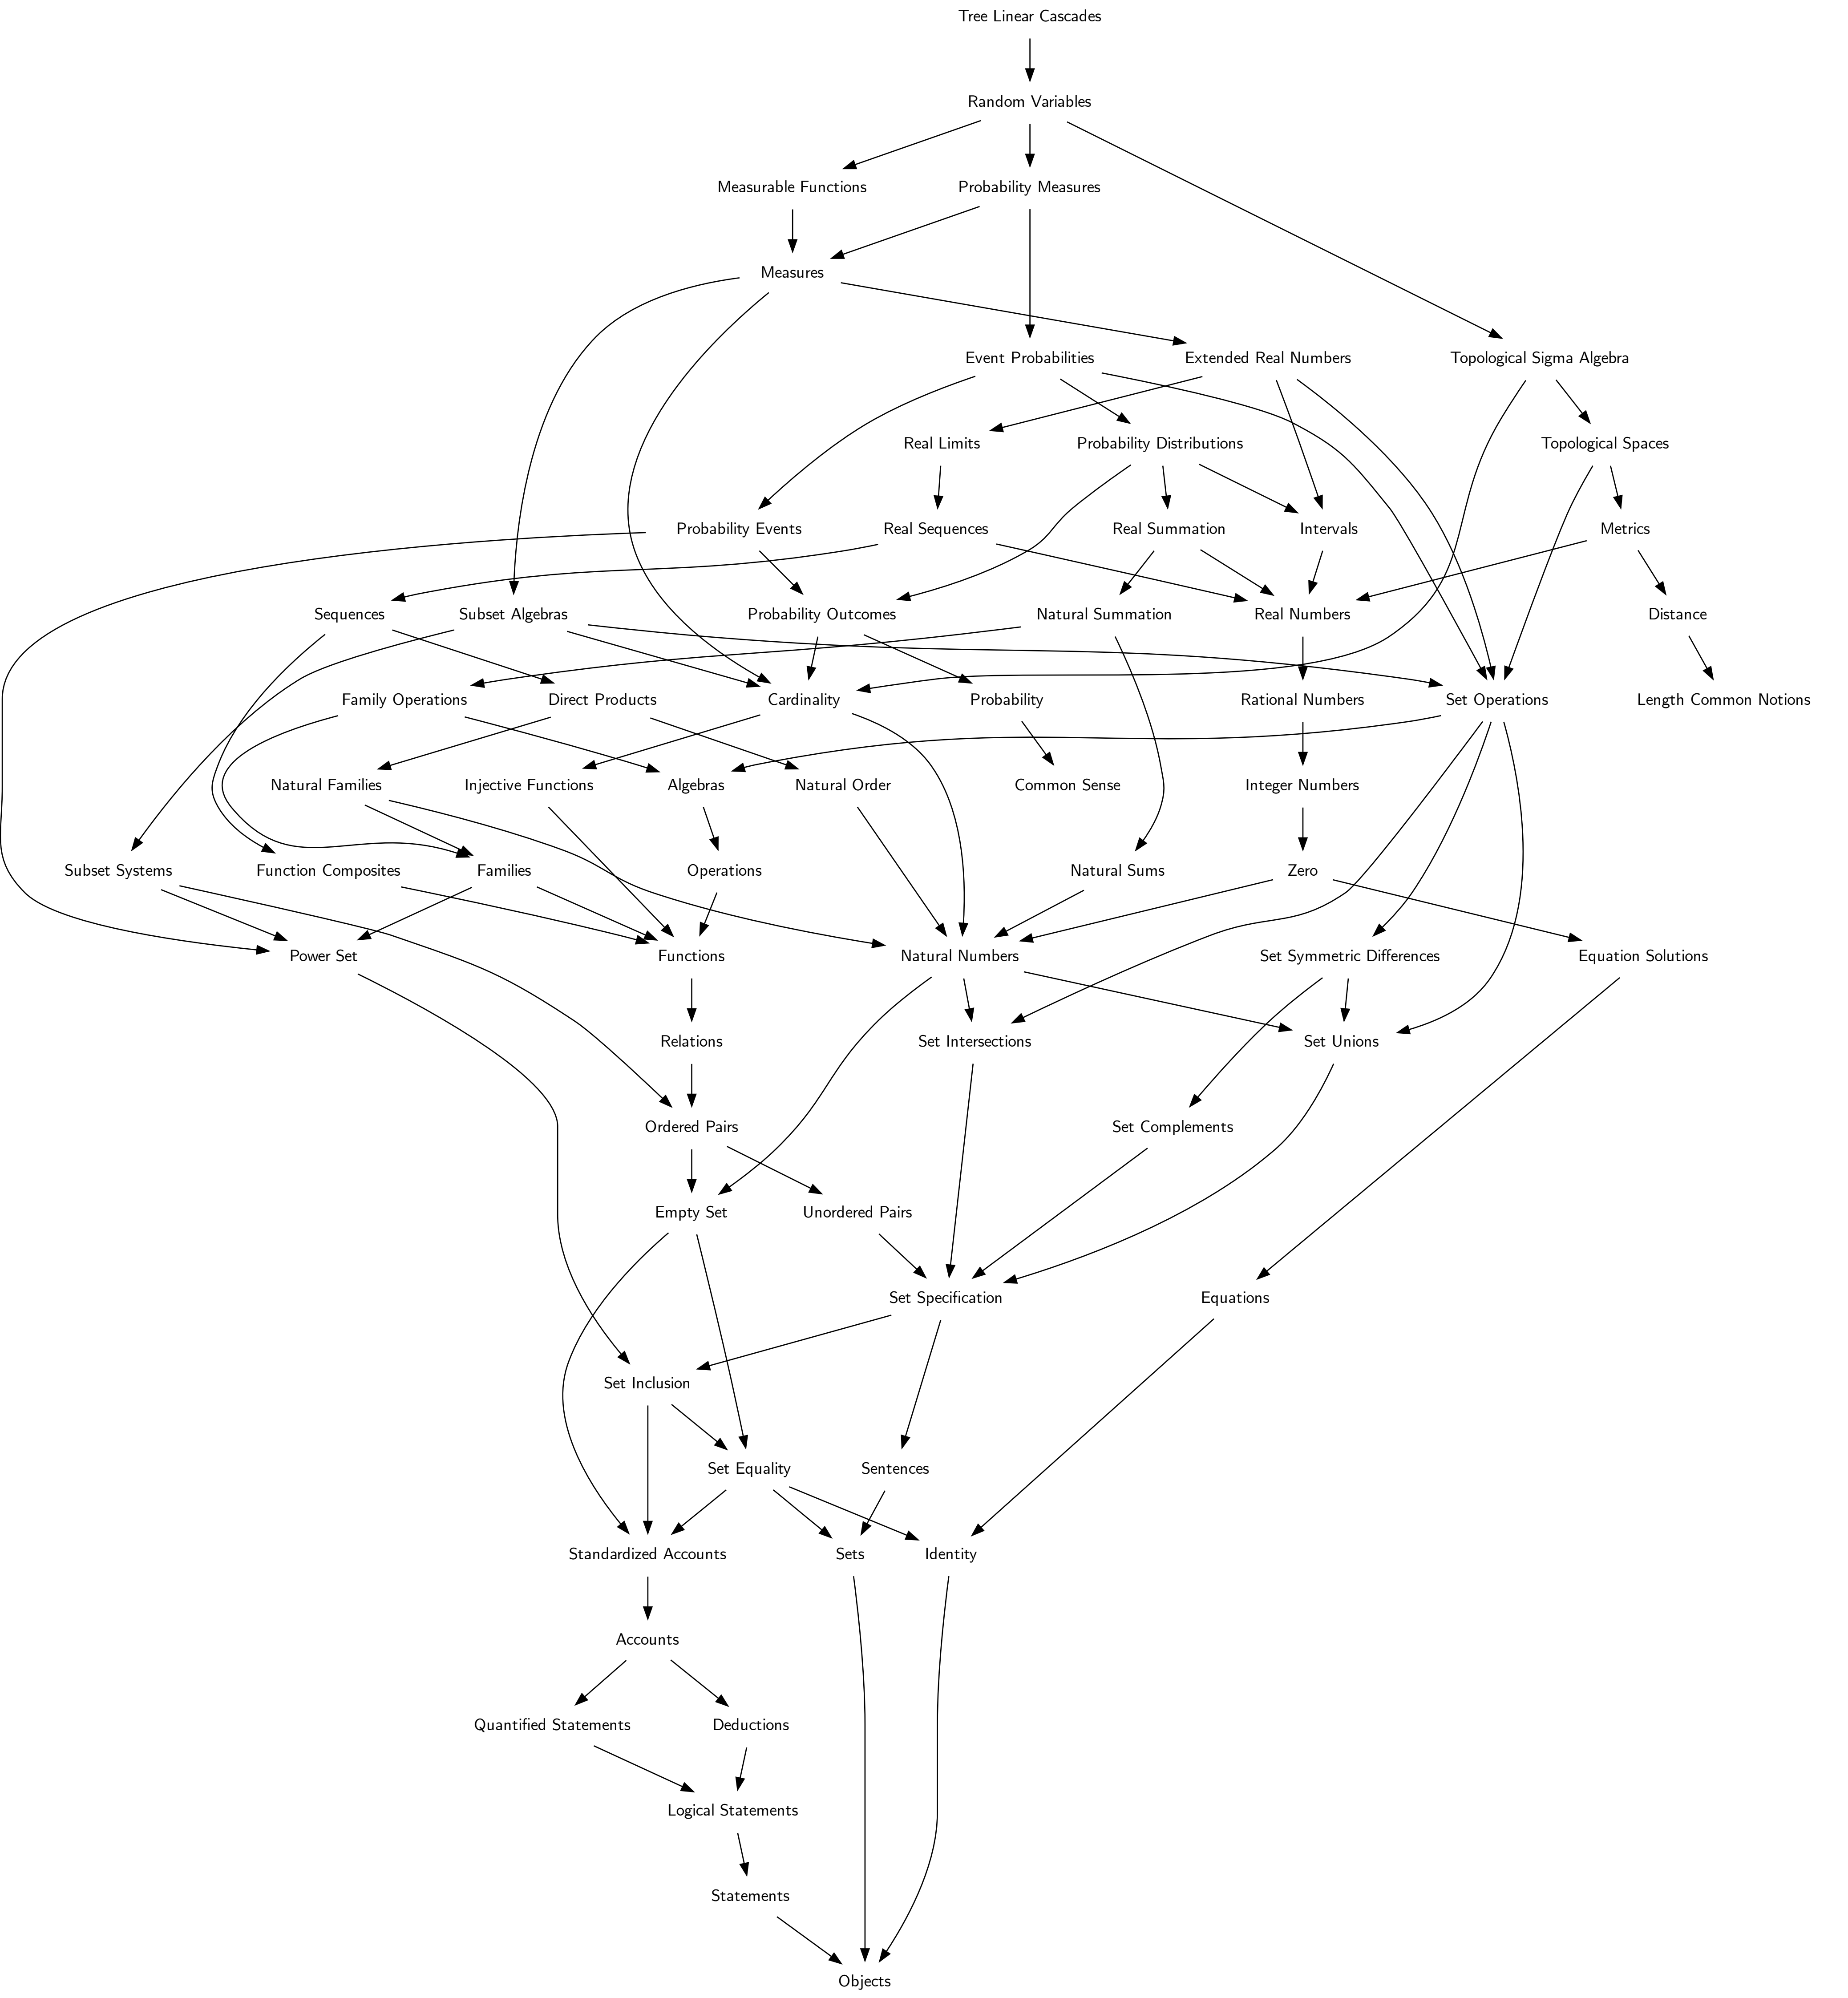 Tree Linear Cascades
Random Variables
Measurable Functions
Probability Measures
Measures
Event Probabilities
Extended Real Numbers
Topological Sigma Algebra
Real Limits
Probability Distributions
Topological Spaces
Probability Events
Real Sequences
Real Summation
Intervals
Metrics
Sequences
Subset Algebras
Probability Outcomes
Natural Summation
Real Numbers
Distance
Family Operations
Direct Products
Cardinality
Probability
Rational Numbers
Set Operations
Length Common Notions
Natural Families
Injective Functions
Algebras
Natural Order
Common Sense
Integer Numbers
Subset Systems
Function Composites
Families
Operations
Natural Sums
Zero
Power Set
Functions
Natural Numbers
Set Symmetric Differences
Equation Solutions
Relations
Set Intersections
Set Unions
Ordered Pairs
Set Complements
Empty Set
Unordered Pairs
Set Specification
Equations
Set Inclusion
Set Equality
Sentences
Standardized Accounts
Sets
Identity
Accounts
Quantified Statements
Deductions
Logical Statements
Statements
Objects